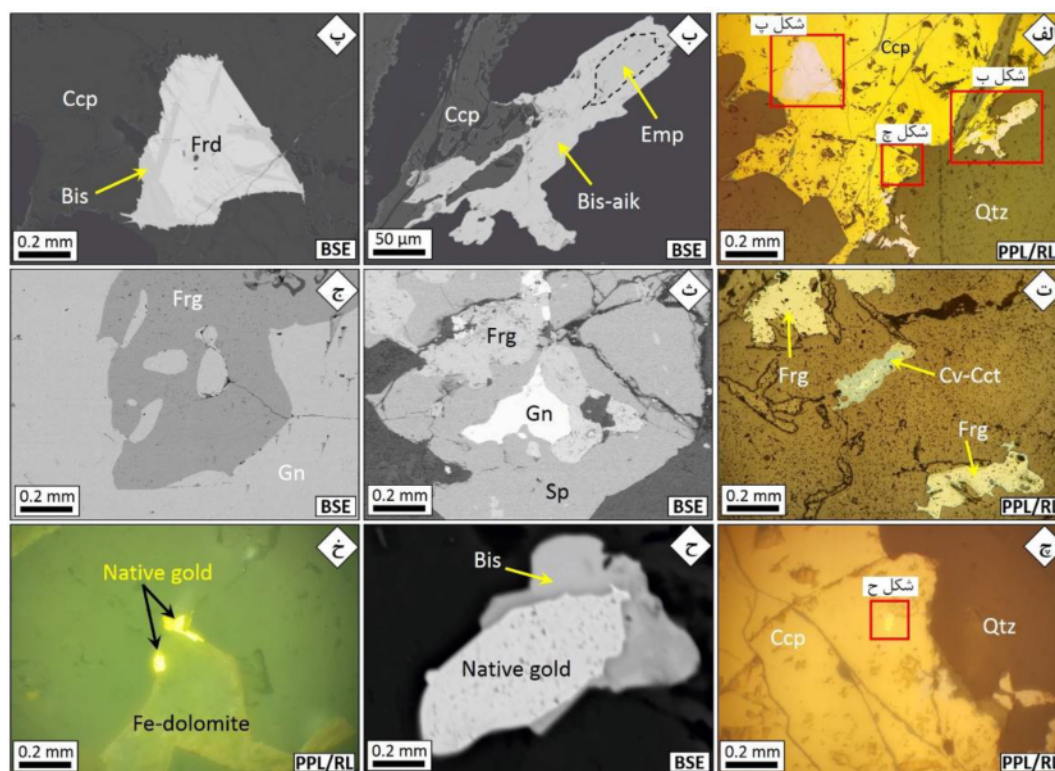 الف
شکل پ
Ccp
شکل ب
شکل چ
Qtz
PPL/RL
0.2 mm
ب
Ccp
Emp
Bis-aik
50 µm
BSE
پ
Ccp
Frd
Bis
0.2 mm
BSE
ت
Frg
Cv-Cct
Frg
0.2 mm
PPL/RL
ث
Frg
Gn
Sp
0.2 mm
BSE
ج
Frg
Gn
0.2 mm
BSE
چ
شکل ح
Ccp
Qtz
0.2 mm
PPL/RL
ح
Bis
Native gold
0.2 mm
BSE
خ
Native gold
Fe-dolomite
0.2 mm
PPL/RL